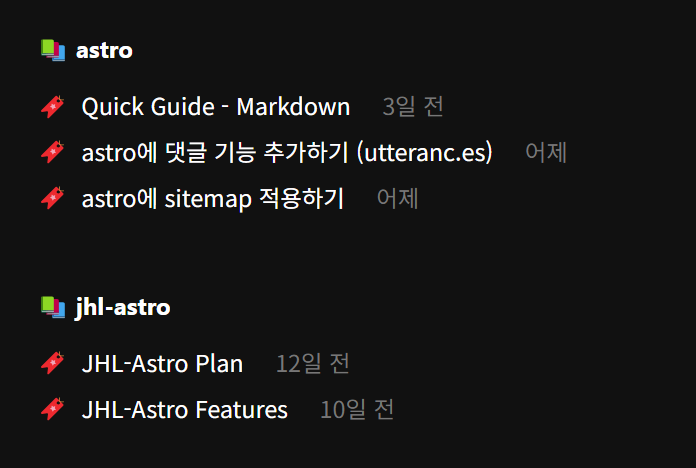 astro
Quick Guide - Markdown 3일 전
astro에 댓글 기능 추가하기 (utteranc.es) 어제
astro에 sitemap 적용하기 어제
jhl-astro
JHL-Astro Plan 12일 전
JHL-Astro Features 10일 전